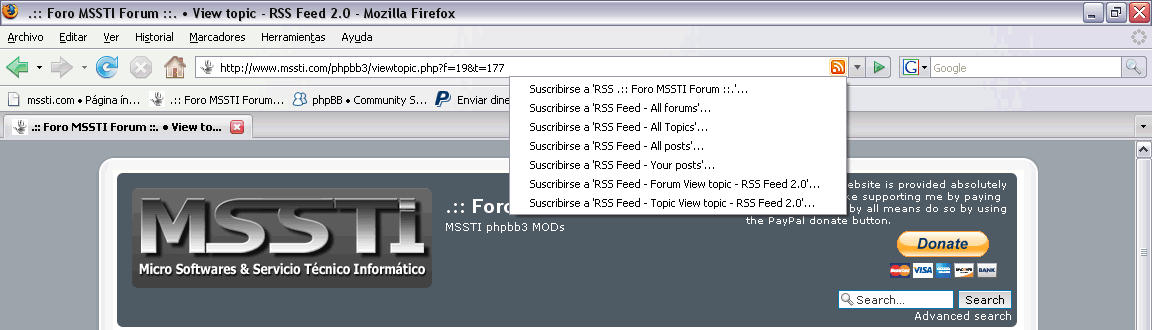 .:: Foro MSSTI Forum ::. • View topic - RSS Feed 2.0 - Mozilla Firefox
Archivo Editar Ver Historial Marcadores Herramientas Ayuda
http://www.mssti.com/phpbb3/viewtopic.php?f=19&t=177
G Google
mssti.com • Página ín... .:: Foro MSSTI Forum... phpBB • Community S... Enviar dine
.:: Foro MSSTI Forum ::. • View to...
Suscribirse a 'RSS .:: Foro MSSTI Forum ::.'...
Suscribirse a 'RSS Feed - All forums'...
Suscribirse a 'RSS Feed - All Topics'...
Suscribirse a 'RSS Feed - All posts'...
Suscribirse a 'RSS Feed - Your posts'...
Suscribirse a 'RSS Feed - Forum View topic - RSS Feed 2.0'...
Suscribirse a 'RSS Feed - Topic View topic - RSS Feed 2.0'...
MSSTi
Micro Softwares & Servicio Técnico Informático
.:: Foro
MSSTI phpbb3 MODs
ebsite is provided absolutely
ke supporting me by paying
by all means do so by using
the PayPal donate button.
Donate
VISA BANK
Search... Search
Advanced search